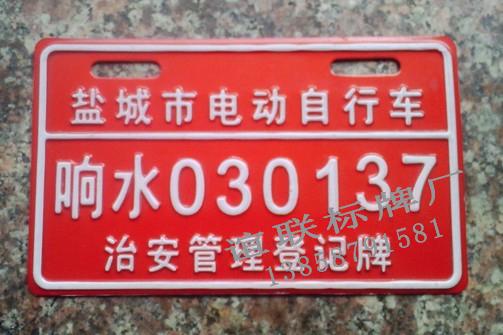 盐城市电动自行车
响水030137
治安管理登记牌
联标牌厂